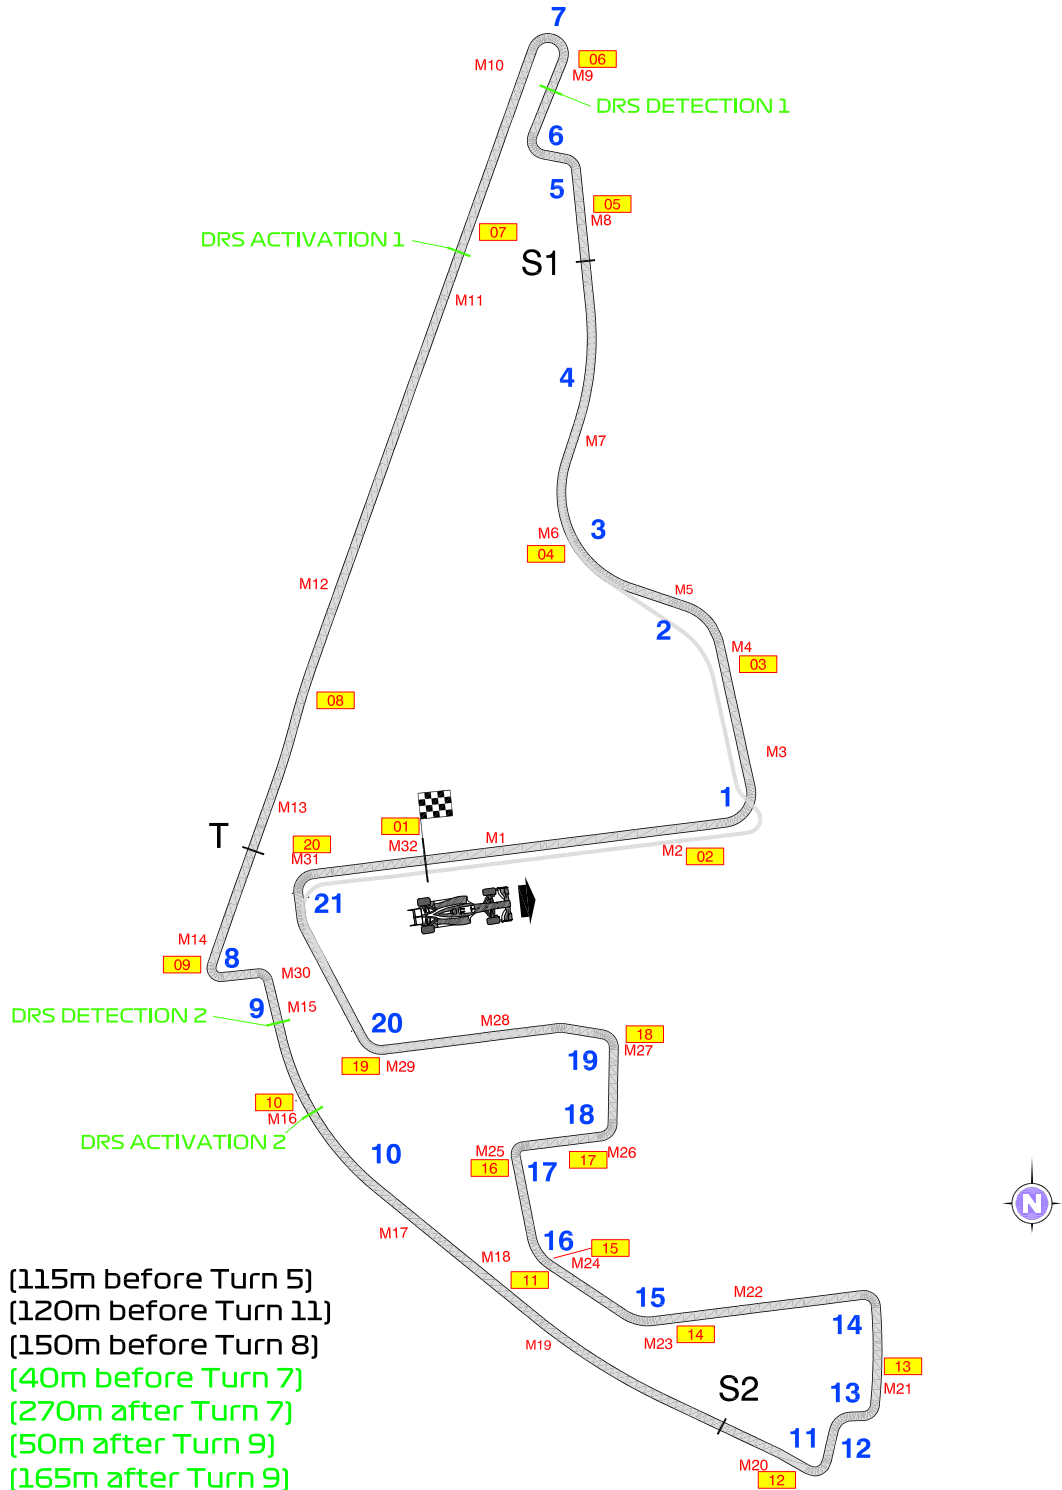 7
M10
06
M9
DRS DETECTION 1
6
5
05
M8
07
DRS ACTIVATION 1
S1
M11
4
M7
3
M6
04
M12
M5
2
M4
03
08
M3
1
M13
T
01
20
M32
M1
M31
M2
02
21
M14
09
8
M30
9
M15
DRS DETECTION 2
20
M28
18
19
M27
19
M29
10
M16
18
DRS ACTIVATION 2
10
M25
16
17
17
M26
N
M17
16
15
M18
M24
11
(115m before Turn 5)
(120m before Turn 11)
(150m before Turn 8)
(40m before Turn 7)
(270m after Turn 7)
(50m after Turn 9)
(165m after Turn 9)
15
M22
M19
M23
14
14
13
S2
13
M21
11
12
M20
12